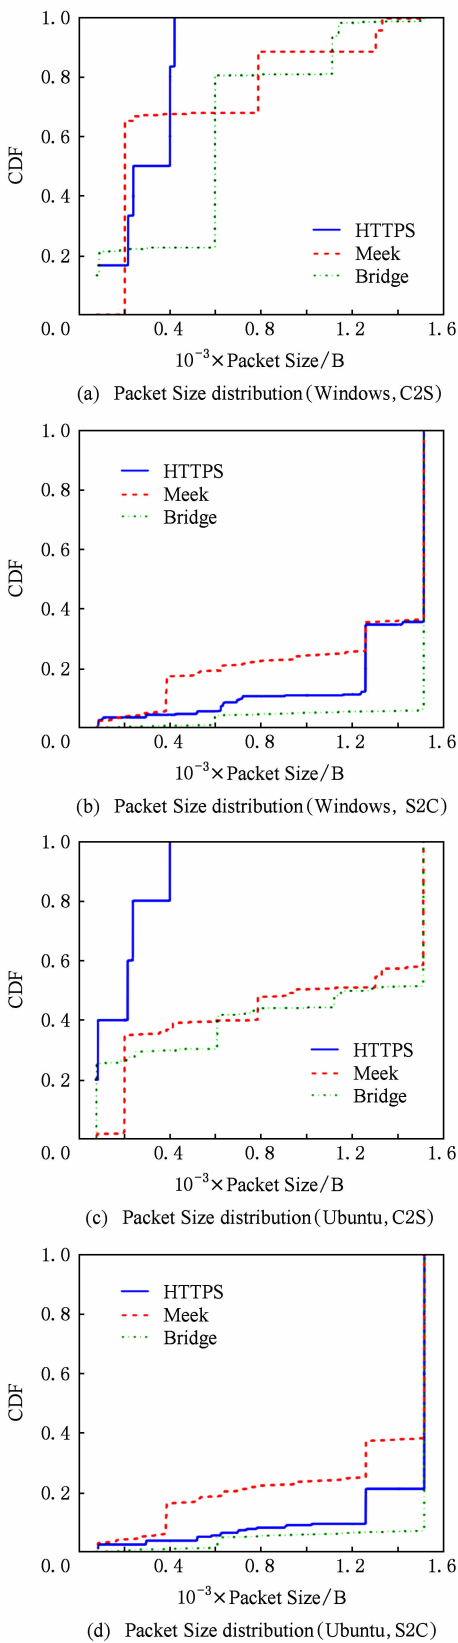 1.0
0.8
0.6
0.4
0.2
0.0 0.4 0.8 1.2 1.6
CDF
HTTPS
Meek
Bridge
10⁻³×Packet Size/B
(a) Packet Size distribution(Windows,C2S)
1.0
0.8
0.6
0.4
0.2
0.0 0.4 0.8 1.2 1.6
CDF
HTTPS
Meek
Bridge
10⁻³×Packet Size/B
(b) Packet Size distribution(Windows, S2C)
1.0
0.8
0.6
0.4
0.2
0.0 0.4 0.8 1.2 1.6
CDF
HTTPS
Meek
Bridge
10⁻³×Packet Size/B
(c) Packet Size distribution(Ubuntu,C2S)
1.0
0.8
0.6
0.4
0.2
0.0 0.4 0.8 1.2 1.6
CDF
HTTPS
Meek
Bridge
10⁻³×Packet Size/B
(d) Packet Size distribution(Ubuntu,S2C)